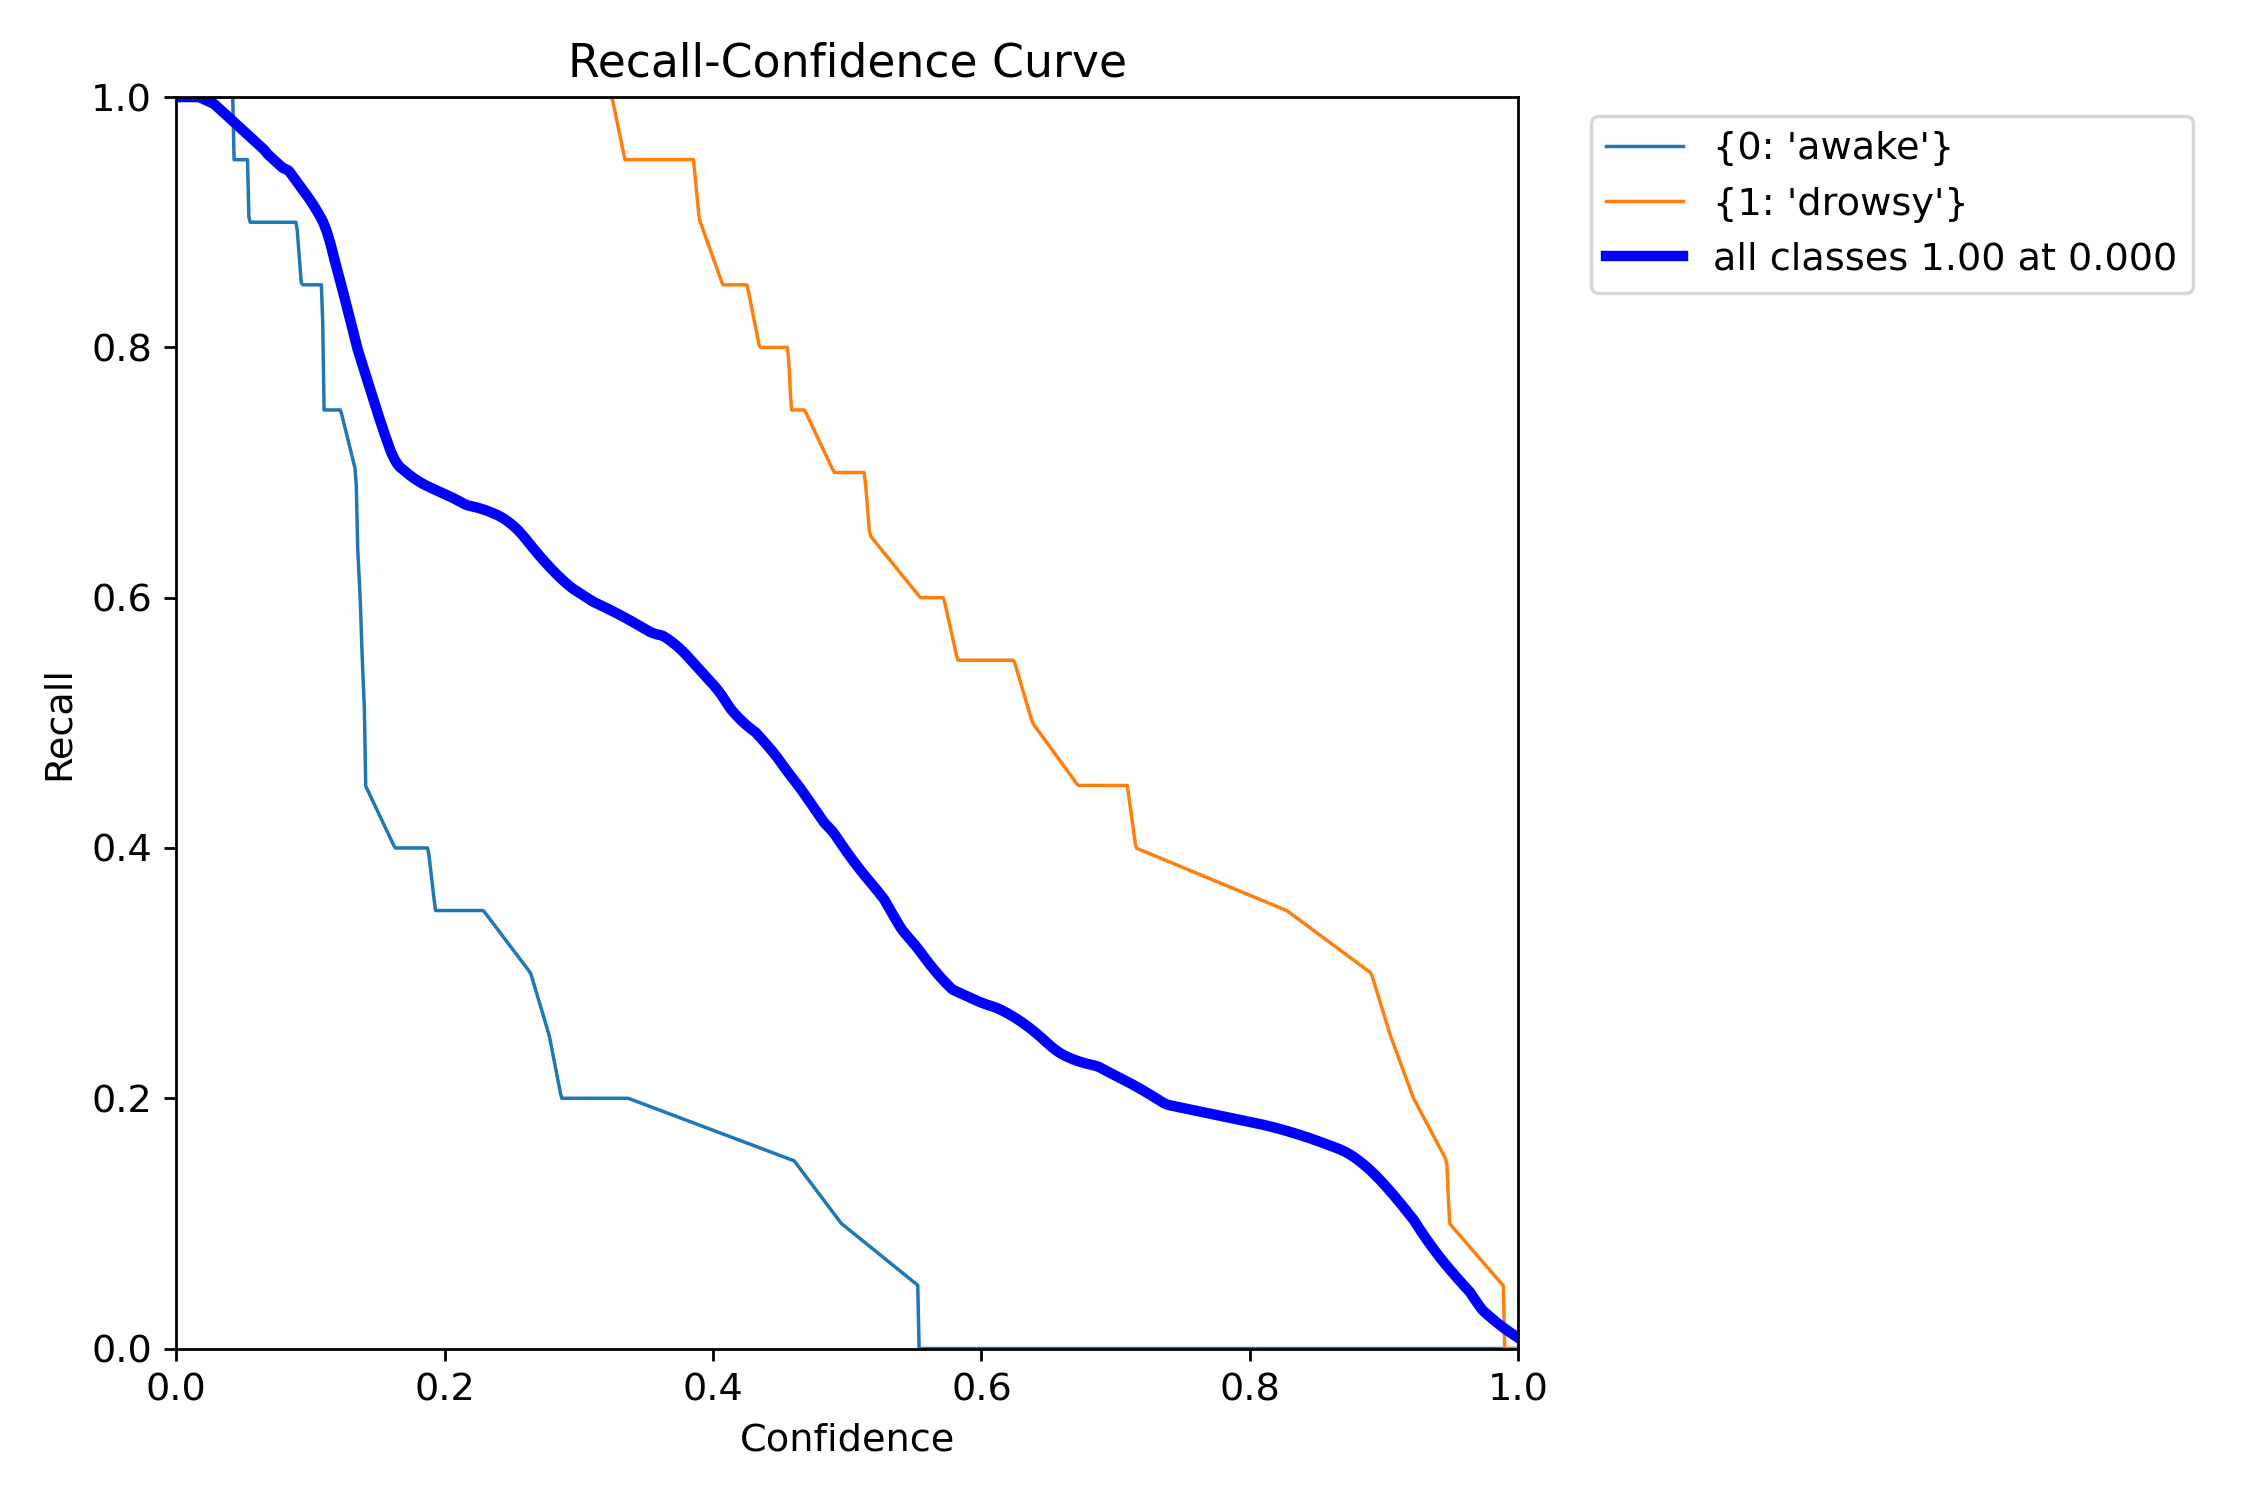 Recall-Confidence Curve
1.0
0.8
0.6
0.4
0.2
0.0
Recall
0.0 0.2 0.4 0.6 0.8 1.0
Confidence
{0: 'awake'}
{1: 'drowsy'}
all classes 1.00 at 0.000